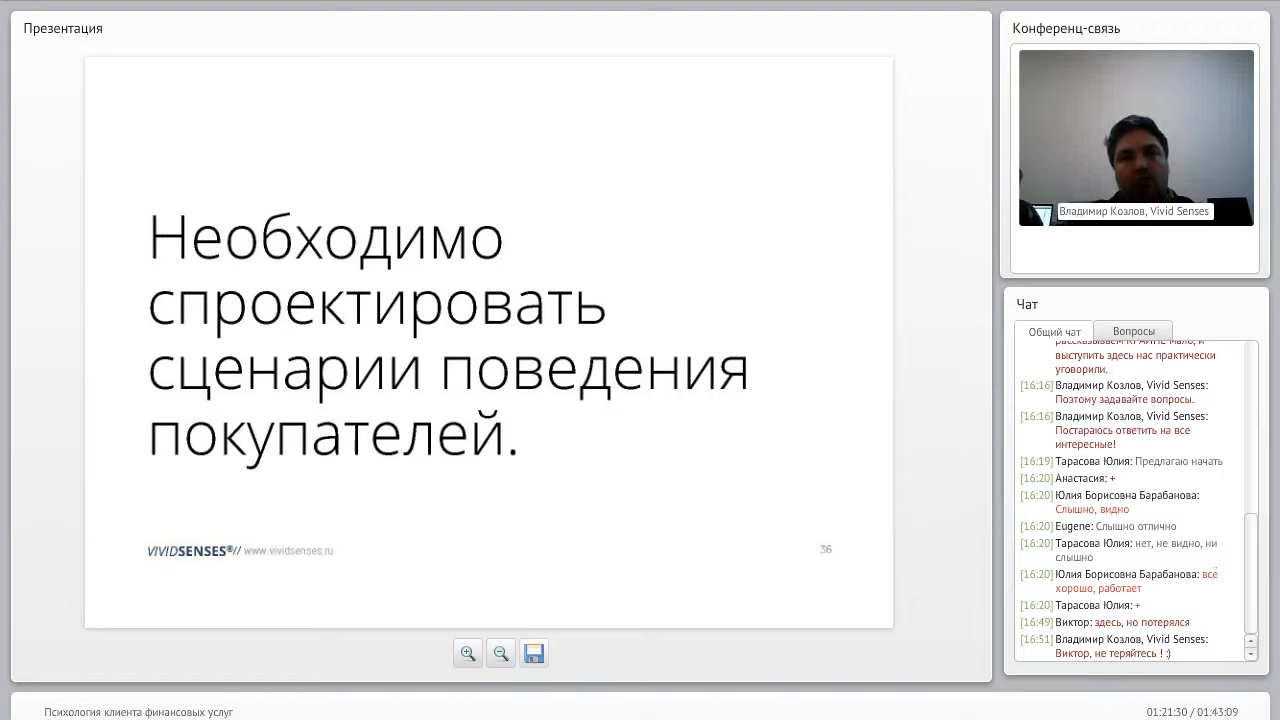 Презентация
Необходимо
спроектировать
сценарии поведения
покупателей.
VIVIDSENSES®// www.vividsenses.ru
36
Конференц-связь
Владимир Козлов, Vivid Senses
Чат
Общий чат
Вопросы
выступить здесь нас практически
уговорили.
[16:16] Владимир Козлов, Vivid Senses:
Поэтому задавайте вопросы.
[16:16] Владимир Козлов, Vivid Senses:
Постараюсь ответить на все
интересные!
[16:19] Тарасова Юлия: Предлагаю начать
[16:20] Анастасия: +
[16:20] Юлия Борисовна Барабанова:
Слышно, видно
[16:20] Eugene: Слышно отлично
[16:20] Тарасова Юлия: нет, не видно, ни
слышно
[16:20] Юлия Борисовна Барабанова: всё
хорошо, работает
[16:20] Тарасова Юлия: +
[16:49] Виктор: здесь, но потерялся
[16:51] Владимир Козлов, Vivid Senses:
Виктор, не теряйтесь ! :)
Психология клиента финансовых услуг
01:21:30 / 01:43:09